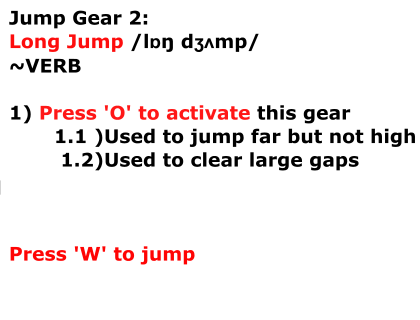 Jump Gear 2:
Long Jump /lɒŋ dʒʌmp/
~VERB
1) Press 'O' to activate this gear
1.1 )Used to jump far but not high
1.2)Used to clear large gaps
Press 'W' to jump